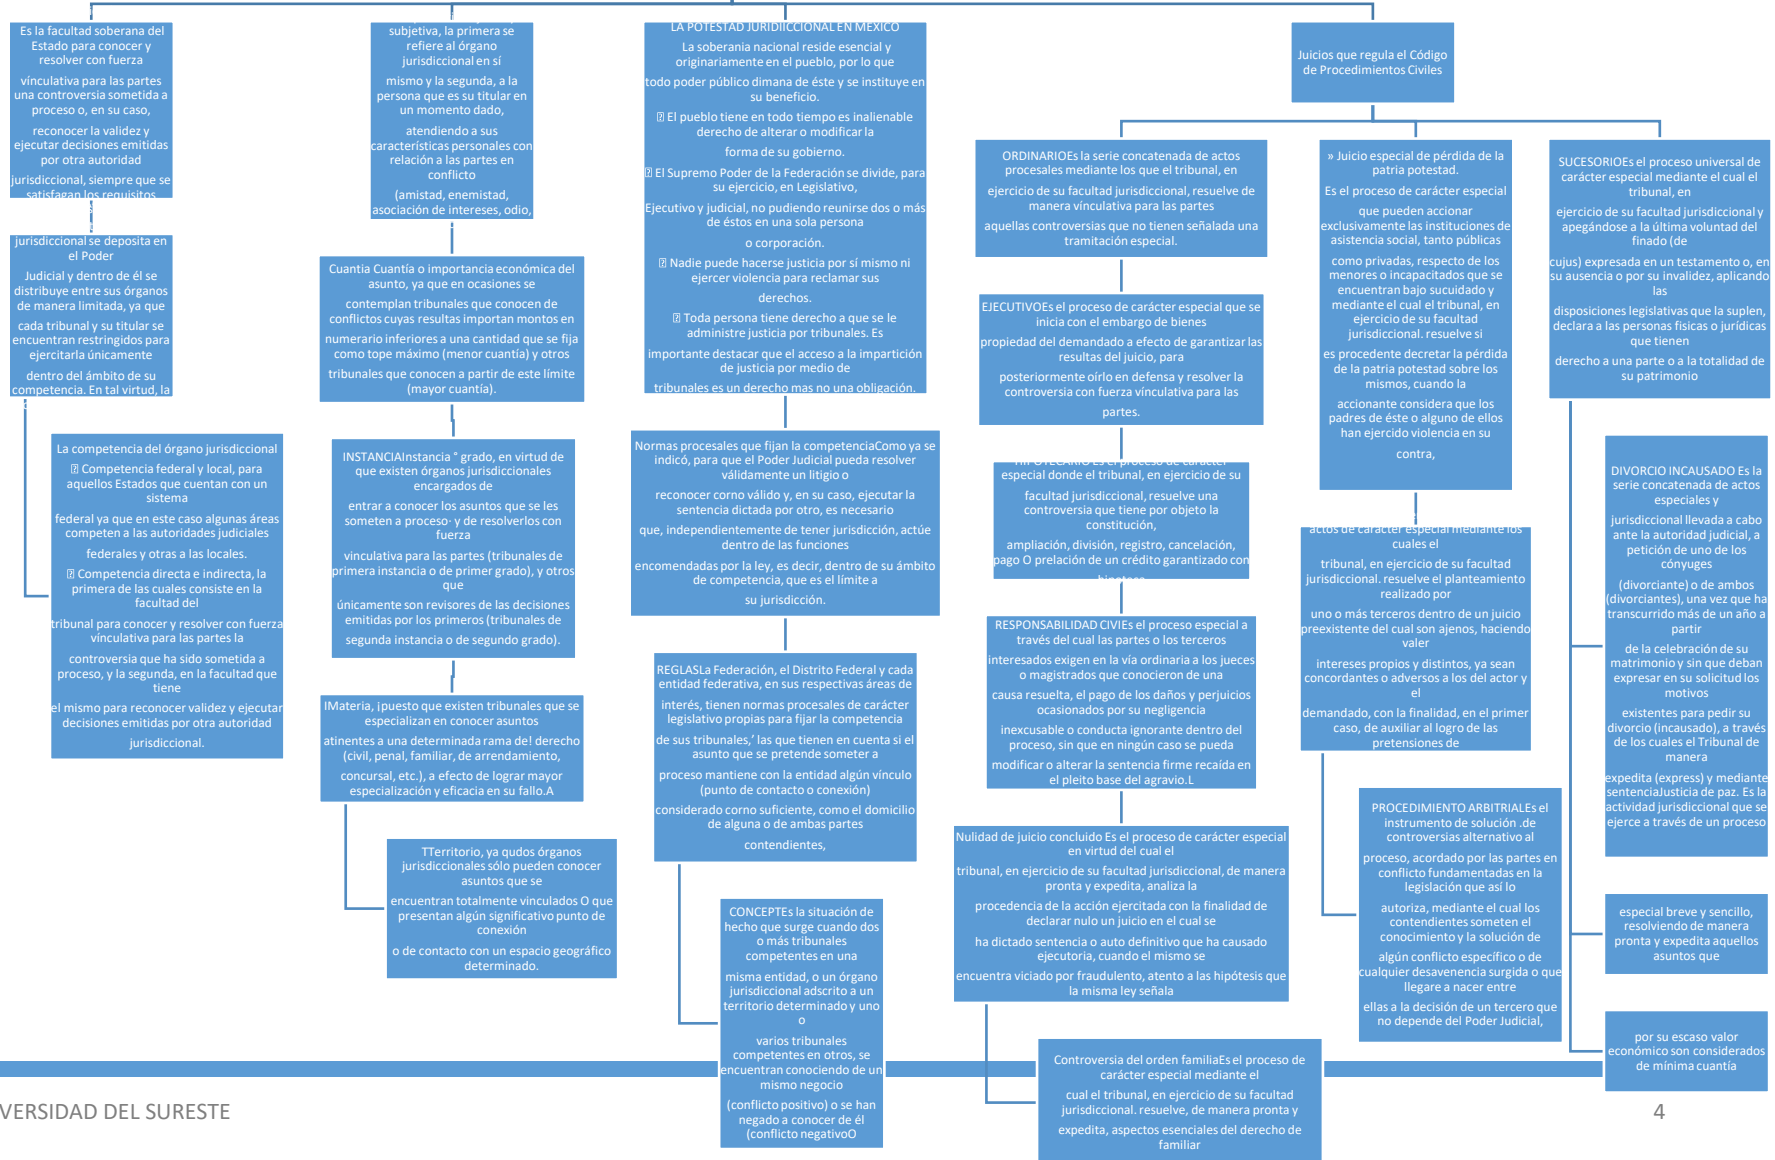 Es la facultad soberana del
Estado para conocer y
resolver con fuerza
vínculativa para las partes
una controversia sometida a
proceso o, en su caso,
reconocer la validez y
ejecutar decisiones emitidas
por otra autoridad
jurisdiccional, siempre que se
satisfagan los requisitos
jurisdiccional se deposita en
el Poder
Judicial y dentro de él se
distribuye entre sus órganos
de manera limitada, ya que
cada tribunal y su titular se
encuentran restringidos para
ejercitarla únicamente
dentro del ámbito de su
competencia. En tal virtud, la
La competencia del órgano jurisdiccional
Competencia federal y local, para
aquellos Estados que cuentan con un
sistema
federal ya que en este caso algunas áreas
competen a las autoridades judiciales
federales y otras a las locales.
Competencia directa e indirecta, la
primera de las cuales consiste en la
facultad del
tribunal para conocer y resolver con fuerza
vínculativa para las partes la
controversia que ha sido sometida a
proceso, y la segunda, en la facultad que
tiene
el mismo para reconocer validez y ejecutar
decisiones emitidas por otra autoridad
jurisdiccional.
subjetiva, la primera se
refiere al órgano
jurisdiccional en sí
mismo y la segunda, a la
persona que es su titular en
un momento dado,
atendiendo a sus
características personales con
relación a las partes en
conflicto
(amistad, enemistad,
asociación de intereses, odio,
Cuantia Cuantía o importancia económica del
asunto, ya que en ocasiones se
contemplan tribunales que conocen de
conflictos cuyas resultas importan montos en
numerario inferiores a una cantidad que se fija
como tope máximo (menor cuantía) y otros
tribunales que conocen a partir de este límite
(mayor cuantía).
INSTANCIAInstancia ° grado, en virtud de
que existen órganos jurisdiccionales
encargados de
entrar a conocer los asuntos que se les
someten a proceso· y de resolverlos con
fuerza
vinculativa para las partes (tribunales de
primera instancia o de primer grado), y otros
que
únicamente son revisores de las decisiones
emitidas por los primeros (tribunales de
segunda instancia o de segundo grado).
IMateria, ¡puesto que existen tribunales que se
especializan en conocer asuntos
atinentes a una determinada rama de! derecho
(civil, penal, familiar, de arrendamiento,
concursal, etc.), a efecto de lograr mayor
especialización y eficacia en su fallo.A
TTerritorio, ya qudos órganos
jurisdiccionales sólo pueden conocer
asuntos que se
encuentran totalmente vinculados O que
presentan algún significativo punto de
conexión
o de contacto con un espacio geográfico
determinado.
LA POTESTAD JURIDICCIONAL EN MEXICO
La soberania nacional reside esencial y
originariamente en el pueblo, por lo que
todo poder público dimana de éste y se instituye en
su beneficio.
El pueblo tiene en todo tiempo es inalienable
derecho de alterar o modificar la
forma de su gobierno.
El Supremo Poder de la Federación se divide, para
su ejercicio, en Legislativo,
Ejecutivo y judicial, no pudiendo reunirse dos o más
de éstos en una sola persona
o corporación.
Nadie puede hacerse justicia por sí mismo ni
ejercer violencia para reclamar sus
derechos.
Toda persona tiene derecho a que se le
administre justicia por tribunales. Es
importante destacar que el acceso a la impartición
de justicia por medio de
tribunales es un derecho mas no una obligación.
Normas procesales que fijan la competenciaComo ya se
indicó, para que el Poder Judicial pueda resolver
válidamente un litigio o
reconocer corno válido y, en su caso, ejecutar la
sentencia dictada por otro, es necesario
que, independientemente de tener jurisdicción, actúe
dentro de las funciones
encomendadas por la ley, es decir, dentro de su ámbito
de competencia, que es el límite a
su jurisdicción.
REGLASLa Federación, el Distrito Federal y cada
entidad federativa, en sus respectivas áreas de
interés, tienen normas procesales de carácter
legislativo propias para fijar la competencia
de sus tribunales,' las que tienen en cuenta si el
asunto que se pretende someter a
proceso mantiene con la entidad algún vínculo
(punto de contacto o conexión)
considerado corno suficiente, como el domicilio
de alguna o de ambas partes
contendientes,
CONCEPTEs la situación de
hecho que surge cuando dos
o más tribunales
competentes en una
misma entidad, o un órgano
jurisdiccional adscrito a un
territorio determinado y uno
o
varios tribunales
competentes en otros, se
encuentran conociendo de un
mismo negocio
(conflicto positivo) o se han
negado a conocer de él
(conflicto negativoO
Juicios que regula el Código
de Procedimientos Civiles
ORDINARIOEs la serie concatenada de actos
procesales mediante los que el tribunal, en
ejercicio de su facultad jurisdiccional, resuelve de
manera vínculativa para las partes
aquellas controversias que no tienen señalada una
tramitación especial.
EJECUTIVOEs el proceso de carácter especial que se
inicia con el embargo de bienes
propiedad del demandado a efecto de garantizar las
resultas del juicio, para
posteriormente oírlo en defensa y resolver la
controversia con fuerza vínculativa para las
partes.
HIPOTECARIO Es el proceso de carácter
especial donde el tribunal, en ejercicio de su
facultad jurisdiccional, resuelve una
controversia que tiene por objeto la
constitución,
ampliación, división, registro, cancelación,
pago O prelación de un crédito garantizado con
hipoteca
RESPONSABILIDAD CIVIEs el proceso especial a
través del cual las partes o los terceros
interesados exigen en la vía ordinaria a los jueces
o magistrados que conocieron de una
causa resuelta, el pago de los daños y perjuicios
ocasionados por su negligencia
inexcusable o conducta ignorante dentro del
proceso, sin que en ningún caso se pueda
modificar o alterar la sentencia firme recaída en
el pleito base del agravio.L
Nulidad de juicio concluido Es el proceso de carácter especial
en virtud del cual el
tribunal, en ejercicio de su facultad jurisdiccional, de manera
pronta y expedita, analiza la
procedencia de la acción ejercitada con la finalidad de
declarar nulo un juicio en el cual se
ha dictado sentencia o auto definitivo que ha causado
ejecutoria, cuando el mismo se
encuentra viciado por fraudulento, atento a las hipótesis que
la misma ley señala
Controversia del orden familiaEs el proceso de
carácter especial mediante el
cual el tribunal, en ejercicio de su facultad
jurisdiccional. resuelve, de manera pronta y
expedita, aspectos esenciales del derecho de
familiar
» Juicio especial de pérdida de la
patria potestad.
Es el proceso de carácter especial
que pueden accionar
exclusivamente las instituciones de
asistencia social, tanto públicas
como privadas, respecto de los
menores o incapacitados que se
encuentran bajo sucuidado y
mediante el cual el tribunal, en
ejercicio de su facultad
jurisdiccional. resuelve si
es procedente decretar la pérdida
de la patria potestad sobre los
mismos, cuando la
accionante considera que los
padres de éste o alguno de ellos
han ejercido violencia en su
contra,
actos de carácter especial mediante los
cuales el
tribunal, en ejercicio de su facultad
jurisdiccional. resuelve el planteamiento
realizado por
uno o más terceros dentro de un juicio
preexistente del cual son ajenos, haciendo
valer
intereses propios y distintos, ya sean
concordantes o adversos a los del actor y
el
demandado, con la finalidad, en el primer
caso, de auxiliar al logro de las
pretensiones de
PROCEDIMIENTO ARBITRIALEs el
instrumento de solución .de
controversias alternativo al
proceso, acordado por las partes en
conflicto fundamentadas en la
legislación que así lo
autoriza, mediante el cual los
contendientes someten el
conocimiento y la solución de
algún conflicto específico o de
cualquier desavenencia surgida o que
llegare a nacer entre
ellas a la decisión de un tercero que
no depende del Poder Judicial,
SUCESORIOEs el proceso universal de
carácter especial mediante el cual el
tribunal, en
ejercicio de su facultad jurisdiccional y
apegándose a la última voluntad del
finado (de
cujus) expresada en un testamento o, en
su ausencia o por su invalidez, aplicando
las
disposiciones legislativas que la suplen,
declara a las personas fisicas o jurídicas
que tienen
derecho a una parte o a la totalidad de
su patrimonio
DIVORCIO INCAUSADO Es la
serie concatenada de actos
especiales y
jurisdiccional llevada a cabo
ante la autoridad judicial, a
petición de uno de los
cónyuges
(divorciante) o de ambos
(divorciantes), una vez que ha
transcurrido más de un año a
partir
de la celebración de su
matrimonio y sin que deban
expresar en su solicitud los
motivos
existentes para pedir su
divorcio (incausado), a través
de los cuales el Tribunal de
manera
expedita (express) y mediante
sentenciaJusticia de paz. Es la
actividad jurisdiccional que se
ejerce a través de un proceso
especial breve y sencillo,
resolviendo de manera
pronta y expedita aquellos
asuntos que
por su escaso valor
económico son considerados
de mínima cuantía
VERSIDAD DEL SURESTE
4